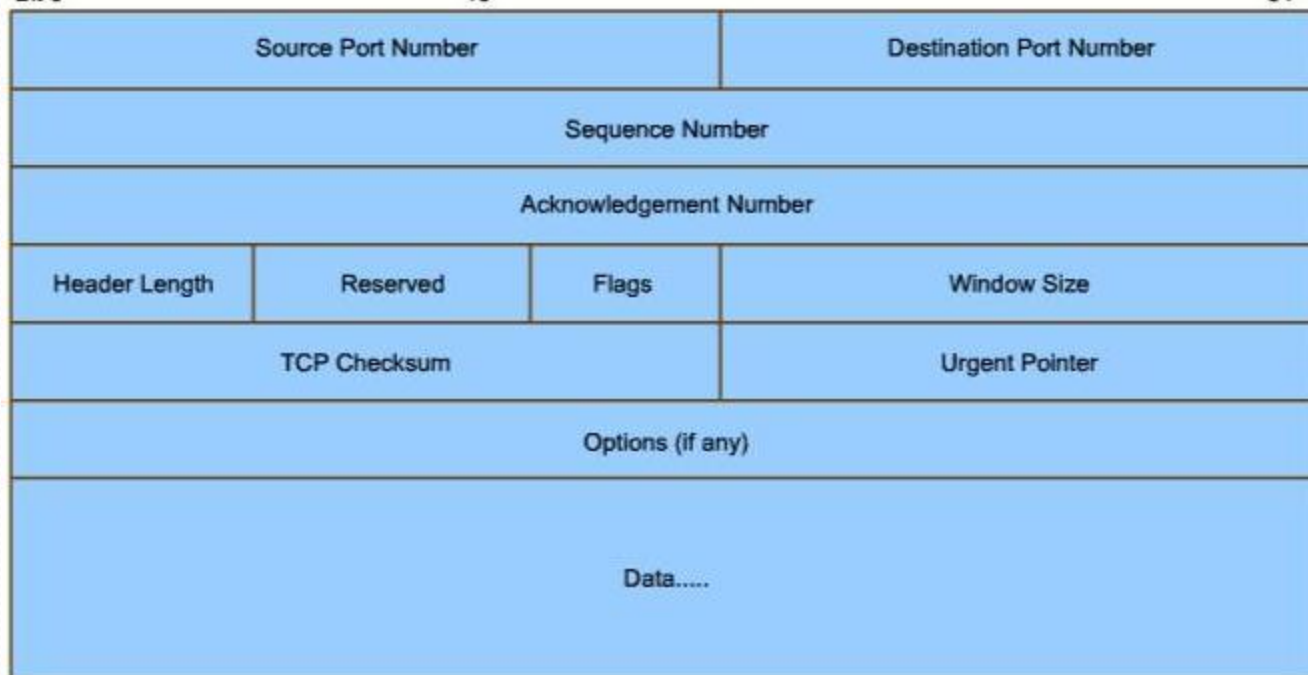 Source Port Number
Destination Port Number
Sequence Number
Acknowledgement Number
Header Length
Reserved
Flags
Window Size
TCP Checksum
Urgent Pointer
Options (if any)
Data.....